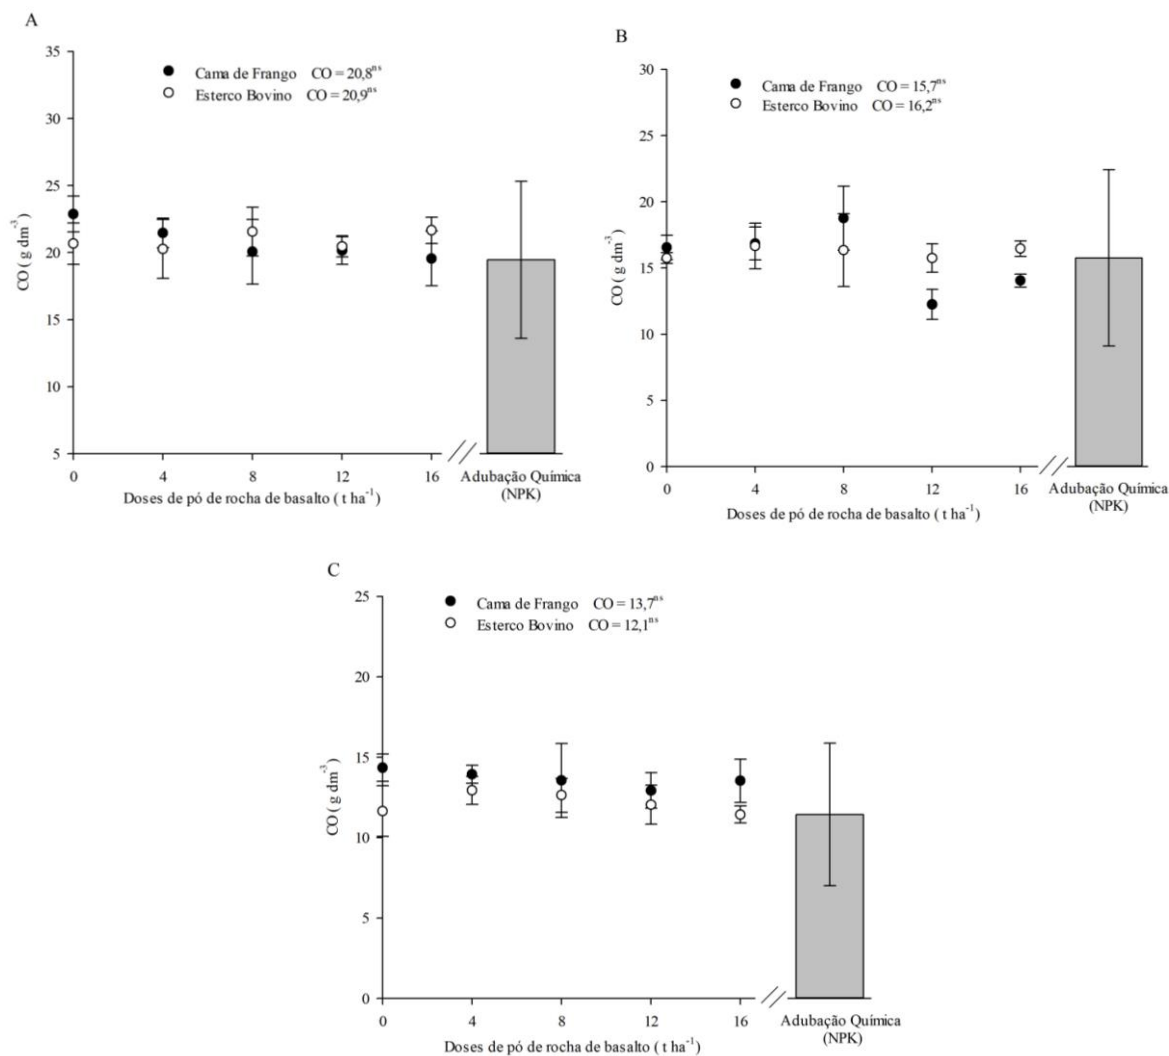 A
35
30
25
20
15
10
5
CO ( g dm⁻³ )
Cama de Frango CO = 20,8ⁿˢ
Esterco Bovino CO = 20,9ⁿˢ
0 4 8 12 16
Doses de pó de rocha de basalto ( t ha⁻¹ )
Adubação Química
(NPK)
B
30
25
20
15
10
5
0
CO ( g dm⁻³ )
Cama de Frango CO = 15,7ⁿˢ
Esterco Bovino CO = 16,2ⁿˢ
0 4 8 12 16
Doses de pó de rocha de basalto ( t ha⁻¹ )
Adubação Química
(NPK)
C
25
20
15
10
5
0
CO ( g dm⁻³ )
Cama de Frango CO = 13,7ⁿˢ
Esterco Bovino CO = 12,1ⁿˢ
0 4 8 12 16
Doses de pó de rocha de basalto ( t ha⁻¹ )
Adubação Química
(NPK)